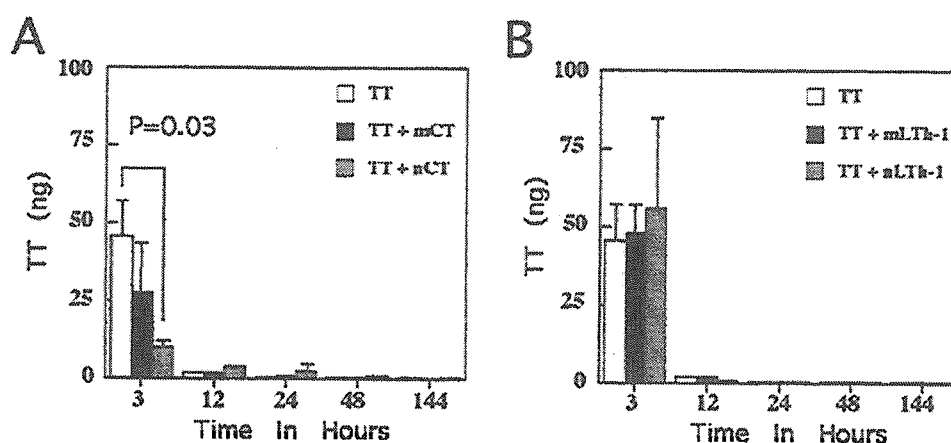 A
100
75
50
25
0
TT (ng)
P=0.03
TT
TT + mCT
TT + nCT
3 12 24 48 144
Time In Hours
B
100
75
50
25
0
TT (ng)
TT
TT + mLTh-1
TT + nLTh-1
3 12 24 48 144
Time In Hours